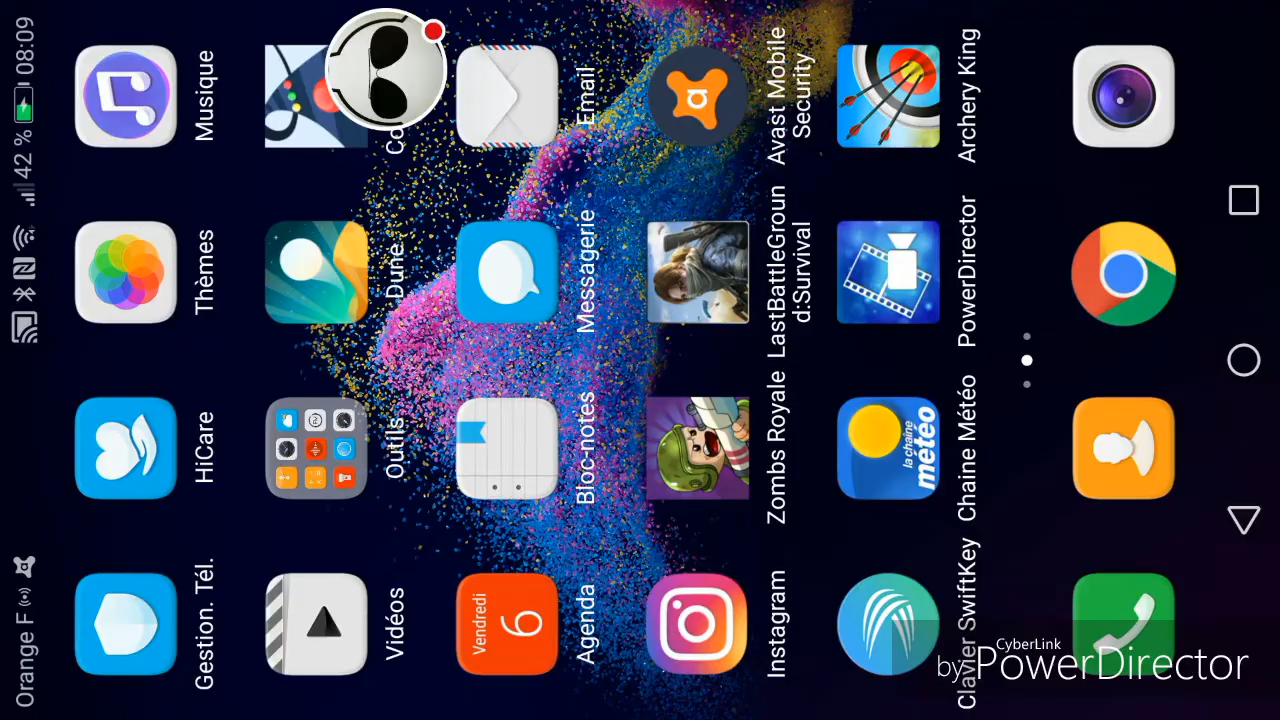 Orange F
42 % 08:09
Gestion. Tél.
HiCare
Thèmes
Musique
Vidéos
Outils
Dune
Co
Vendredi
6
Agenda
Bloc-notes
Messagerie
Email
Instagram
Zombs Royale
LastBattleGroun
d:Survival
a
Avast Mobile
Security
Clavier SwiftKey
la chaîne
météo
Chaine Météo
PowerDirector
Archery King
CyberLink
by PowerDirector